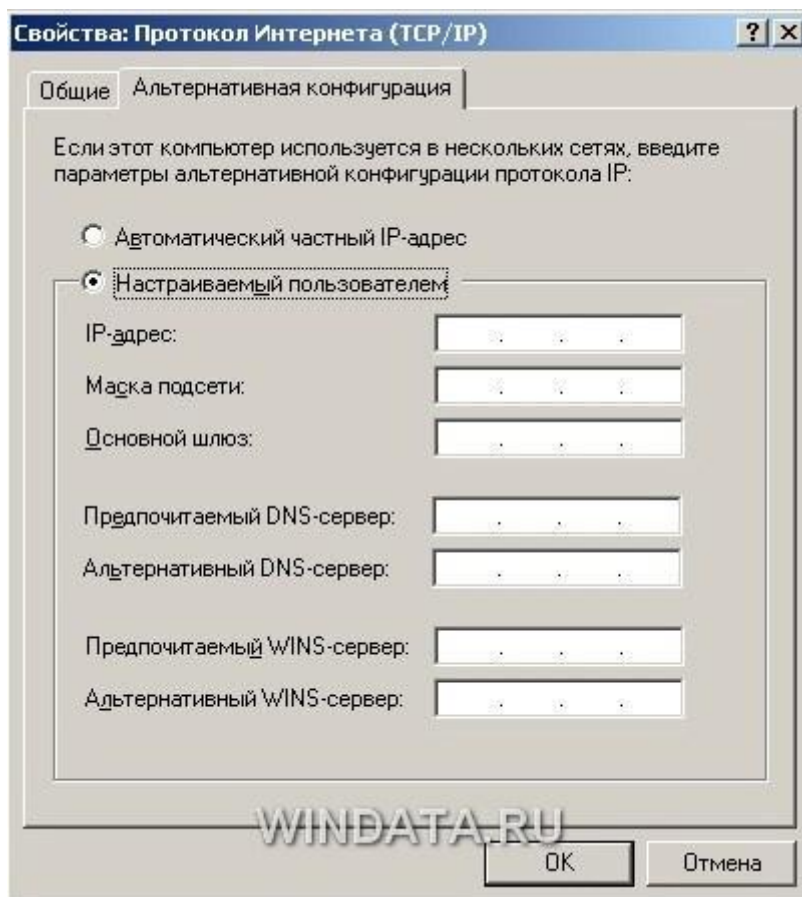 Свойства: Протокол Интернета (TCP/IP)
Общие
Альтернативная конфигурация
Если этот компьютер используется в нескольких сетях, введите
параметры альтернативной конфигурации протокола IP:
Автоматический частный IP-адрес
Настраиваемый пользователем
IP-адрес:
Маска подсети:
Основной шлюз:
Предпочитаемый DNS-сервер:
Альтернативный DNS-сервер:
Предпочитаемый WINS-сервер:
Альтернативный WINS-сервер:
WINDATA.RU
OK
Отмена